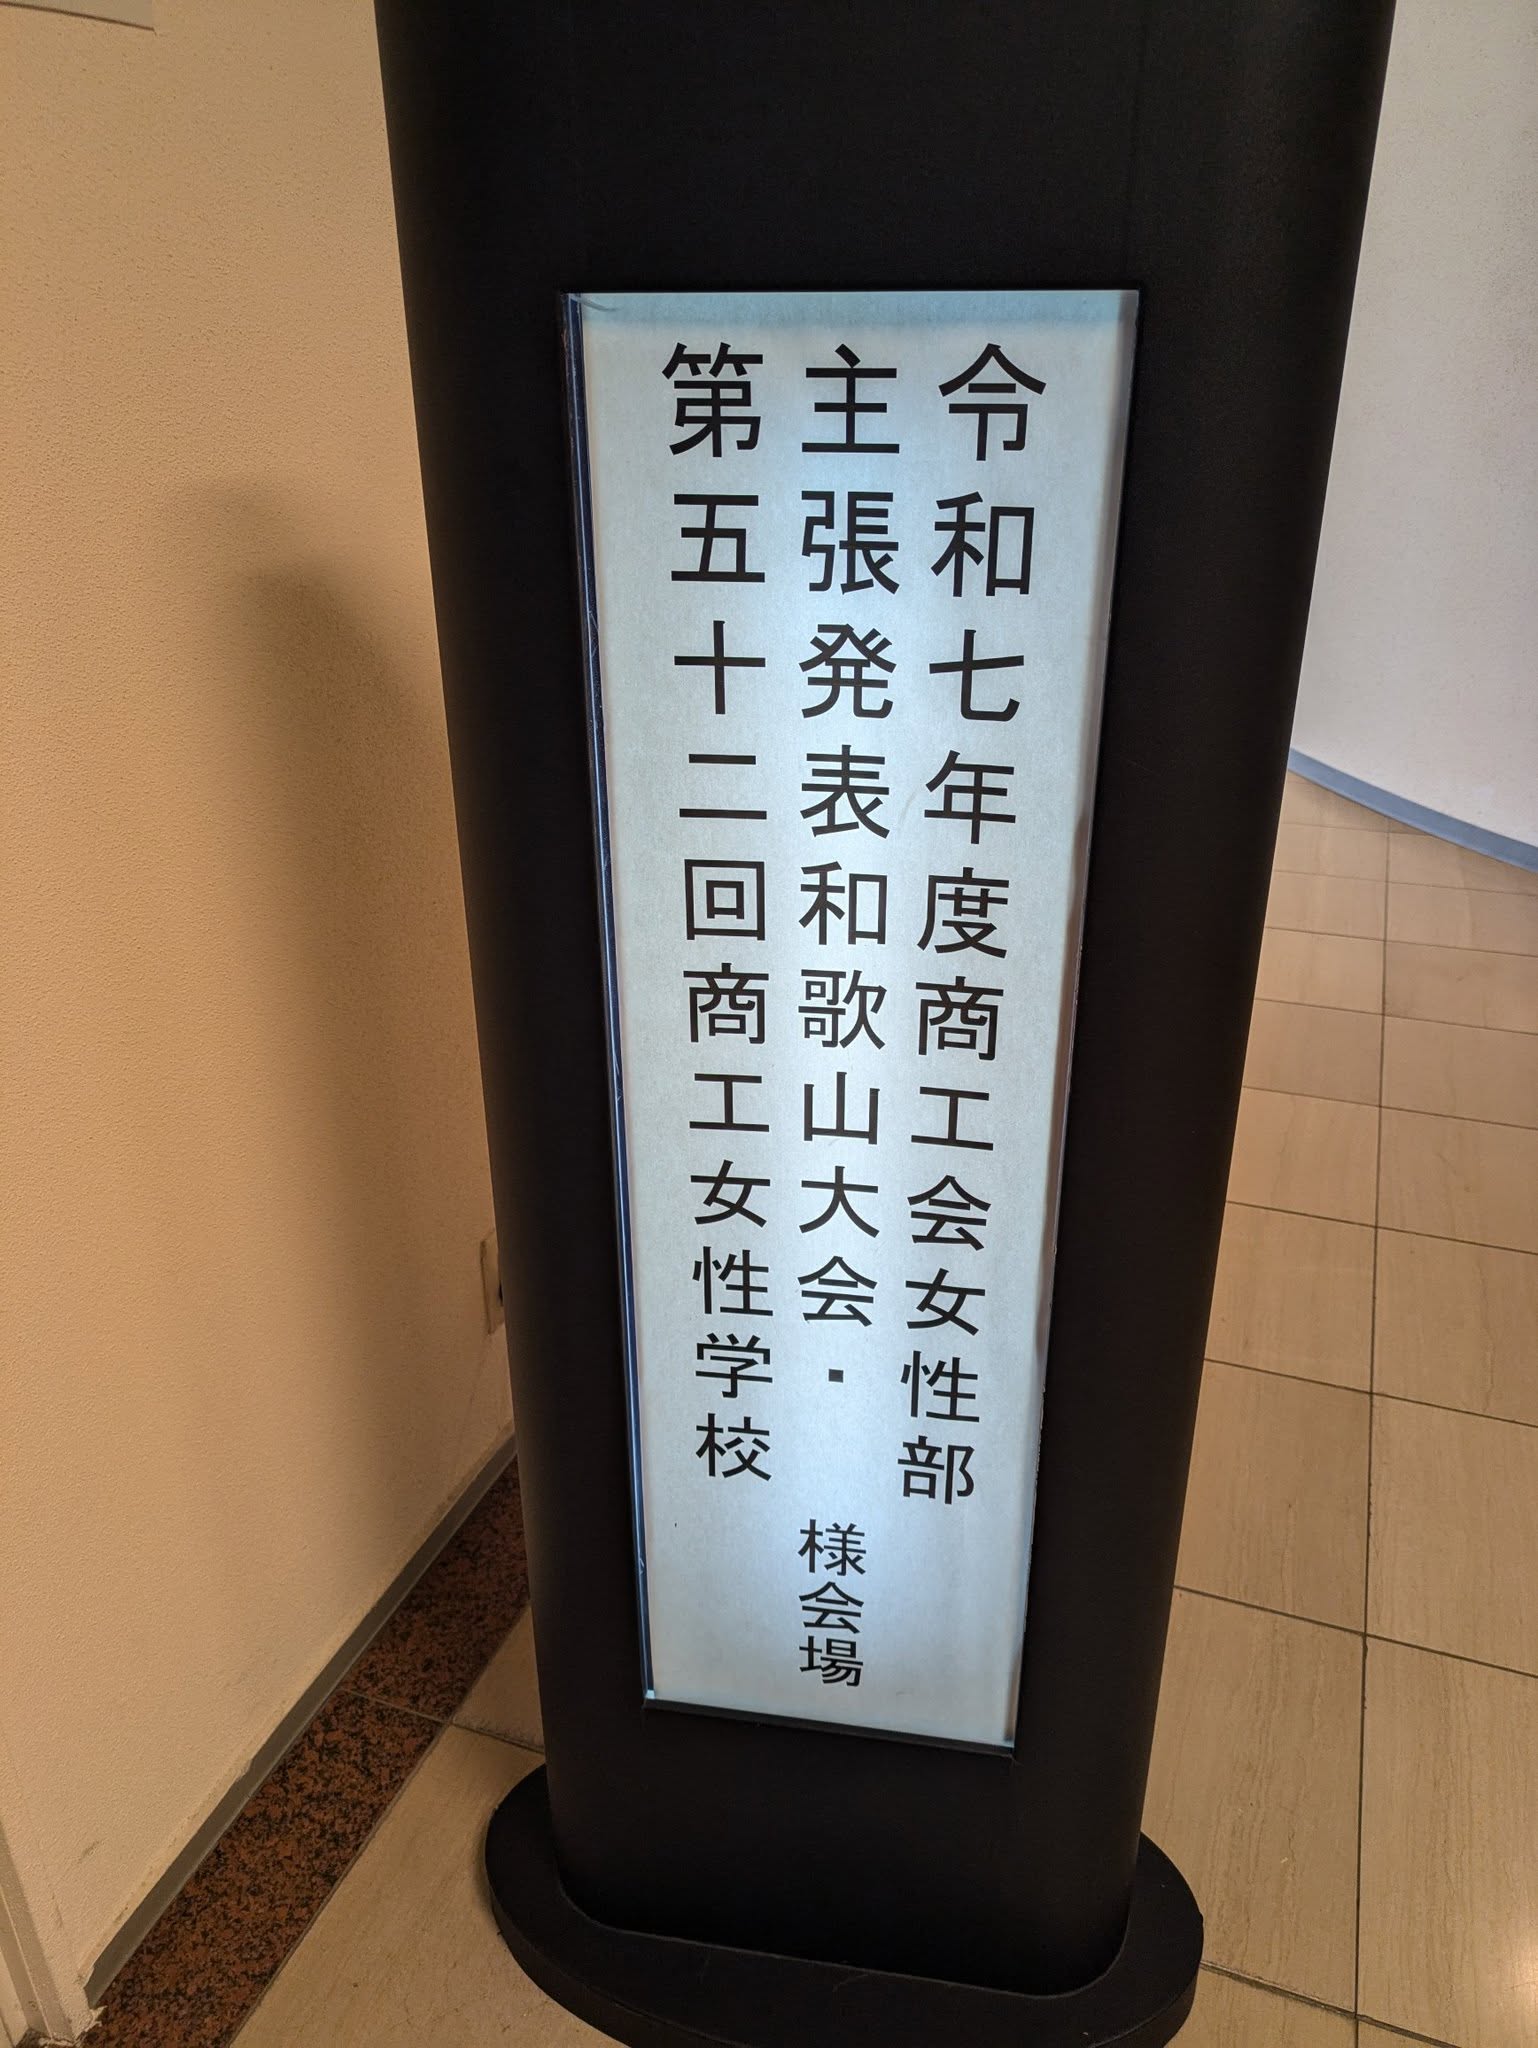 令和七年度商工会女性部
主張発表和歌山大会・
第五十二回商工女性学校
様会場